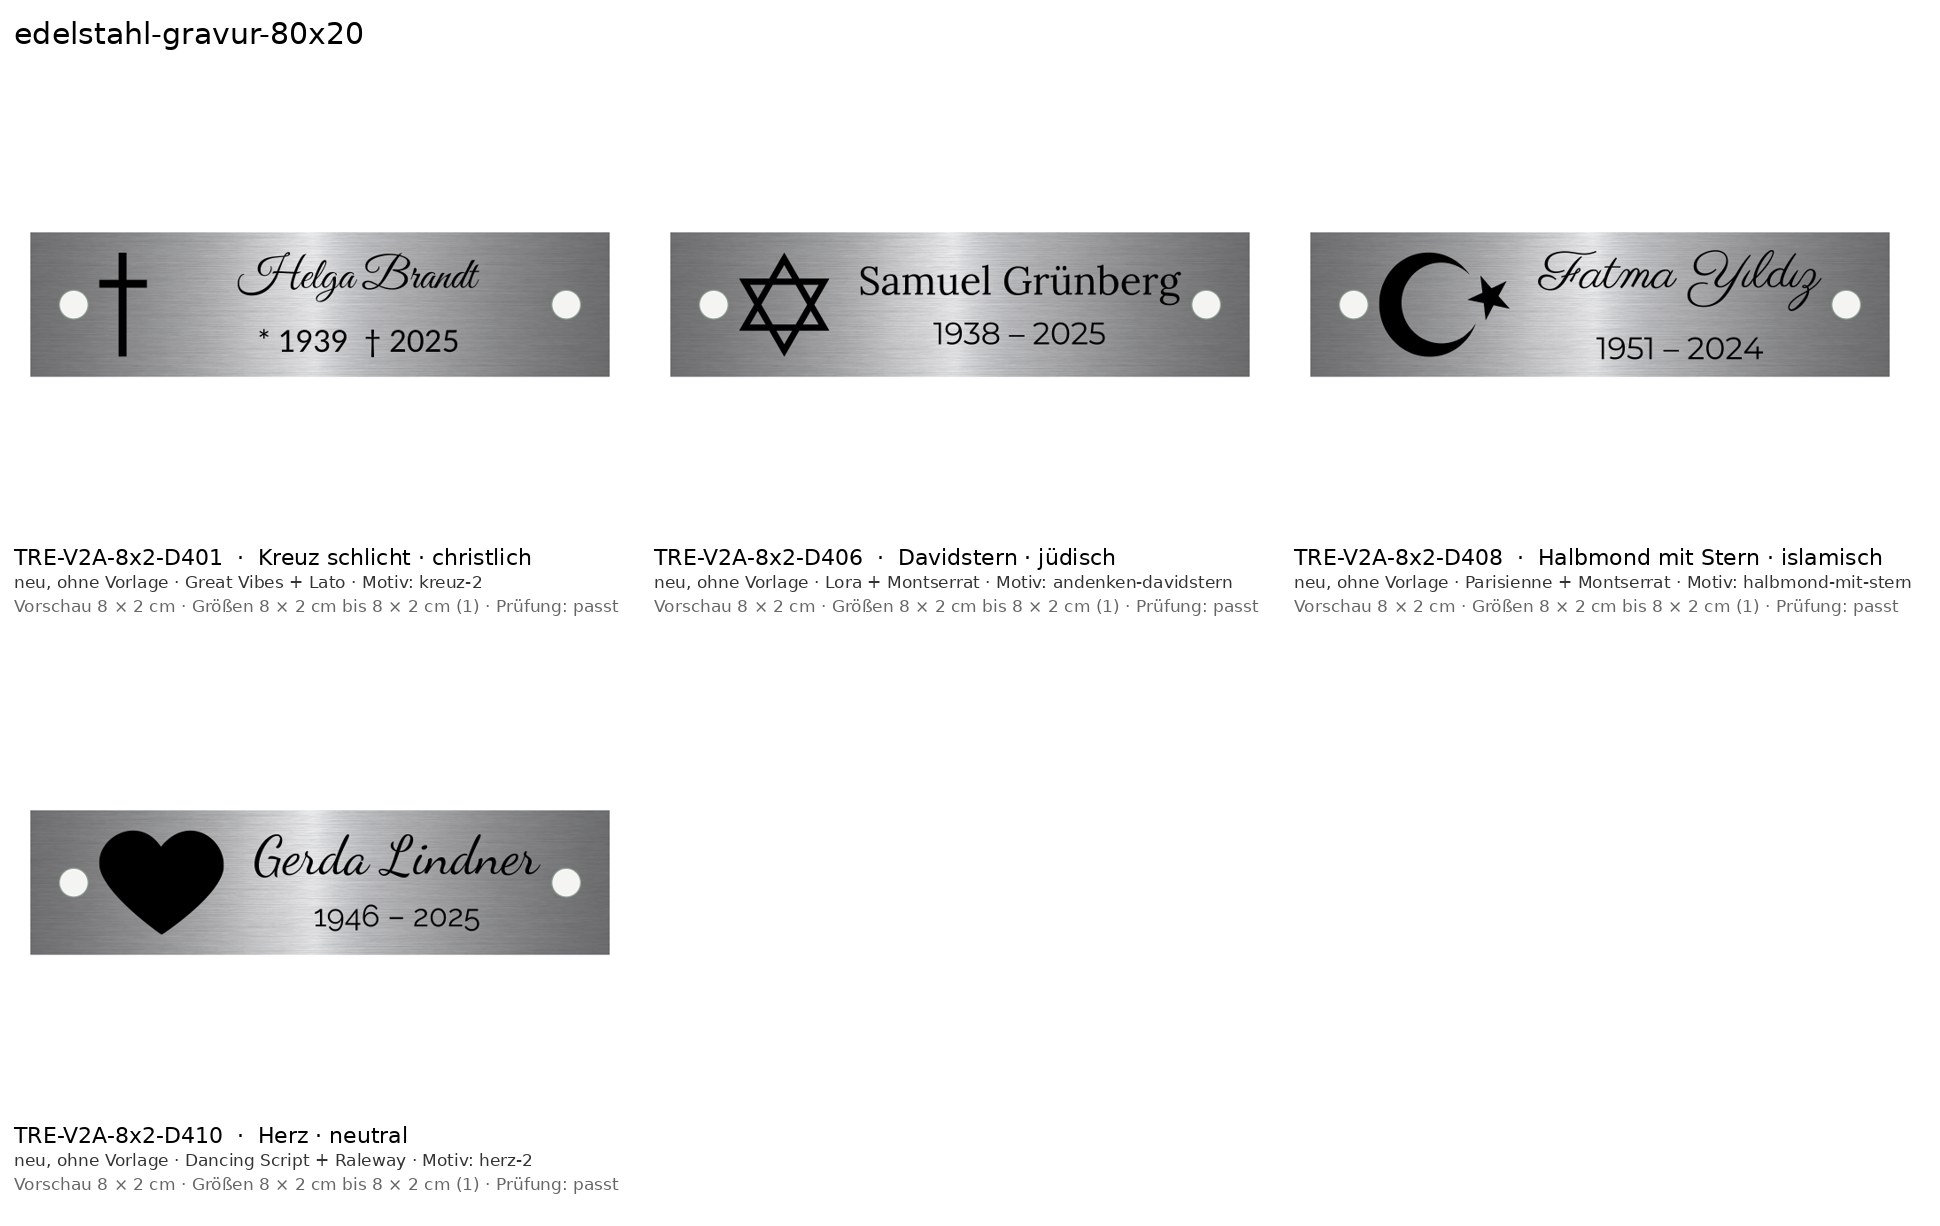 edelstahl-gravur-80x20
Helga Brandt
* 1939 † 2025
Samuel Grünberg
1938 – 2025
Fatma Yıldız
1951 – 2024
TRE-V2A-8x2-D401 · Kreuz schlicht · christlich
neu, ohne Vorlage · Great Vibes + Lato · Motiv: kreuz-2
Vorschau 8 × 2 cm · Größen 8 × 2 cm bis 8 × 2 cm (1) · Prüfung: passt
TRE-V2A-8x2-D406 · Davidstern · jüdisch
neu, ohne Vorlage · Lora + Montserrat · Motiv: andenken-davidstern
Vorschau 8 × 2 cm · Größen 8 × 2 cm bis 8 × 2 cm (1) · Prüfung: passt
TRE-V2A-8x2-D408 · Halbmond mit Stern · islamisch
neu, ohne Vorlage · Parisienne + Montserrat · Motiv: halbmond-mit-stern
Vorschau 8 × 2 cm · Größen 8 × 2 cm bis 8 × 2 cm (1) · Prüfung: passt
Gerda Lindner
1946 – 2025
TRE-V2A-8x2-D410 · Herz · neutral
neu, ohne Vorlage · Dancing Script + Raleway · Motiv: herz-2
Vorschau 8 × 2 cm · Größen 8 × 2 cm bis 8 × 2 cm (1) · Prüfung: passt